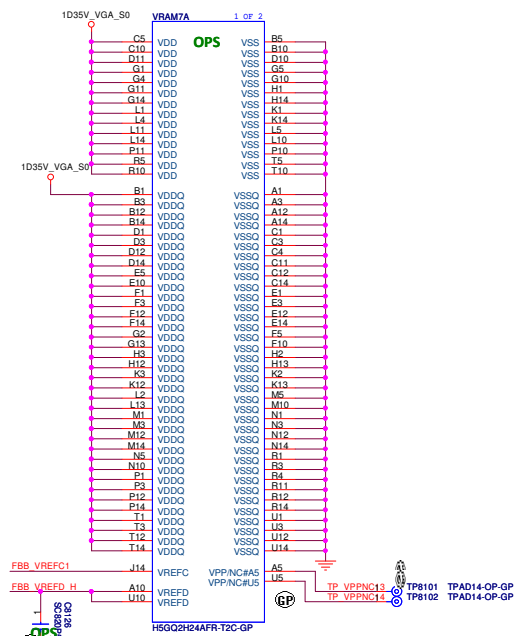 VRAM7A 1 OF 2
1D35V_VGA_S0
OPS
C5 VDD VSS B5
C10 VDD VSS B10
D11 VDD VSS D10
G1 VDD VSS G5
G4 VDD VSS G10
G11 VDD VSS H1
G14 VDD VSS H14
L1 VDD VSS K1
L4 VDD VSS K14
L11 VDD VSS L5
L14 VDD VSS L10
P11 VDD VSS P10
R5 VDD VSS T5
R10 VDD VSS T10
1D35V_VGA_S0
B1 VDDQ VSSQ A1
B3 VDDQ VSSQ A3
B12 VDDQ VSSQ A12
B14 VDDQ VSSQ A14
D1 VDDQ VSSQ C1
D3 VDDQ VSSQ C3
D12 VDDQ VSSQ C4
D14 VDDQ VSSQ C11
E5 VDDQ VSSQ C12
E10 VDDQ VSSQ C14
F1 VDDQ VSSQ E1
F3 VDDQ VSSQ E3
F12 VDDQ VSSQ E12
F14 VDDQ VSSQ E14
G2 VDDQ VSSQ F5
G13 VDDQ VSSQ F10
H3 VDDQ VSSQ H2
H12 VDDQ VSSQ H13
K3 VDDQ VSSQ K2
K12 VDDQ VSSQ K13
L2 VDDQ VSSQ M5
L13 VDDQ VSSQ M10
M1 VDDQ VSSQ N1
M3 VDDQ VSSQ N3
M12 VDDQ VSSQ N12
M14 VDDQ VSSQ N14
N5 VDDQ VSSQ R1
N10 VDDQ VSSQ R3
P1 VDDQ VSSQ R4
P3 VDDQ VSSQ R11
P12 VDDQ VSSQ R12
P14 VDDQ VSSQ R14
T1 VDDQ VSSQ U1
T3 VDDQ VSSQ U3
T12 VDDQ VSSQ U12
T14 VDDQ VSSQ U14
FBB_VREFC1 J14 VREFC VPP/NC#A5 A5
VPP/NC#U5 U5
FBB_VREFD_H A10 VREFD TP_VPPNC13 TP8101 TPAD14-OP-GP
U10 VREFD GP TP_VPPNC14 TP8102 TPAD14-OP-GP
1
C8126
OPS
H5GQ2H24AFR-T2C-GP